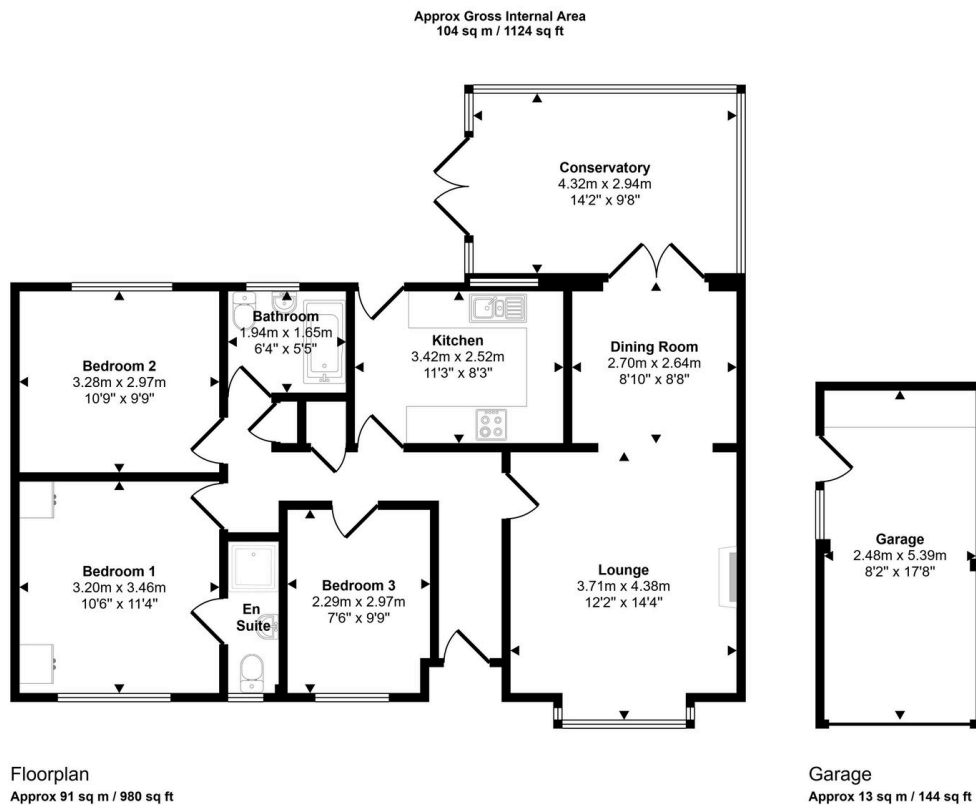 Approx Gross Internal Area
104 sq m / 1124 sq ft
Conservatory
4.32m x 2.94m
14'2" x 9'8"
Bathroom
1.94m x 1.65m
6'4" x 5'5"
Kitchen
3.42m x 2.52m
11'3" x 8'3"
Dining Room
2.70m x 2.64m
8'10" x 8'8"
Bedroom 2
3.28m x 2.97m
10'9" x 9'9"
Bedroom 1
3.20m x 3.46m
10'6" x 11'4"
En
Suite
Bedroom 3
2.29m x 2.97m
7'6" x 9'9"
Lounge
3.71m x 4.38m
12'2" x 14'4"
Garage
2.48m x 5.39m
8'2" x 17'8"
Floorplan
Approx 91 sq m / 980 sq ft
Garage
Approx 13 sq m / 144 sq ft